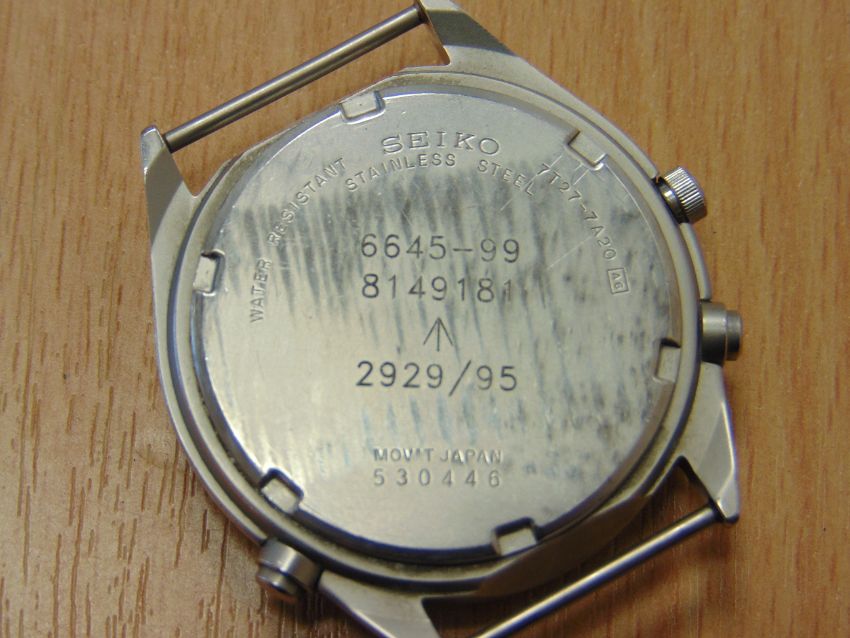 SEIKO
WATER RESISTANT
STAINLESS STEEL
7T27-7A20 AG
6645-99
8149181
2929/95
MOV'T JAPAN
530446